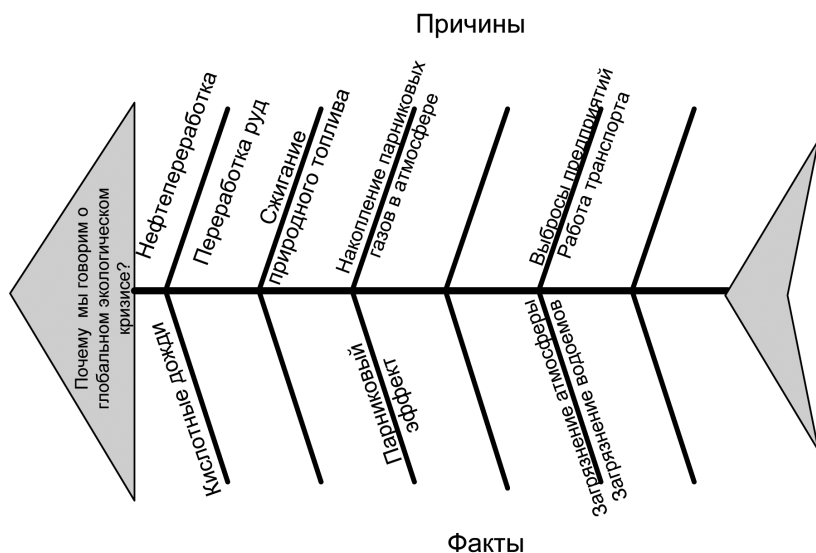 Причины
Почему мы говорим о
глобальном экологическом
кризисе?
Нефтепереработка
Переработка руд
Сжигание
природного топлива
Накопление парниковых
газов в атмосфере
Выбросы предприятий
Работа транспорта
Кислотные дожди
Парниковый
эффект
Загрязнение атмосферы
Загрязнение водоемов
Факты